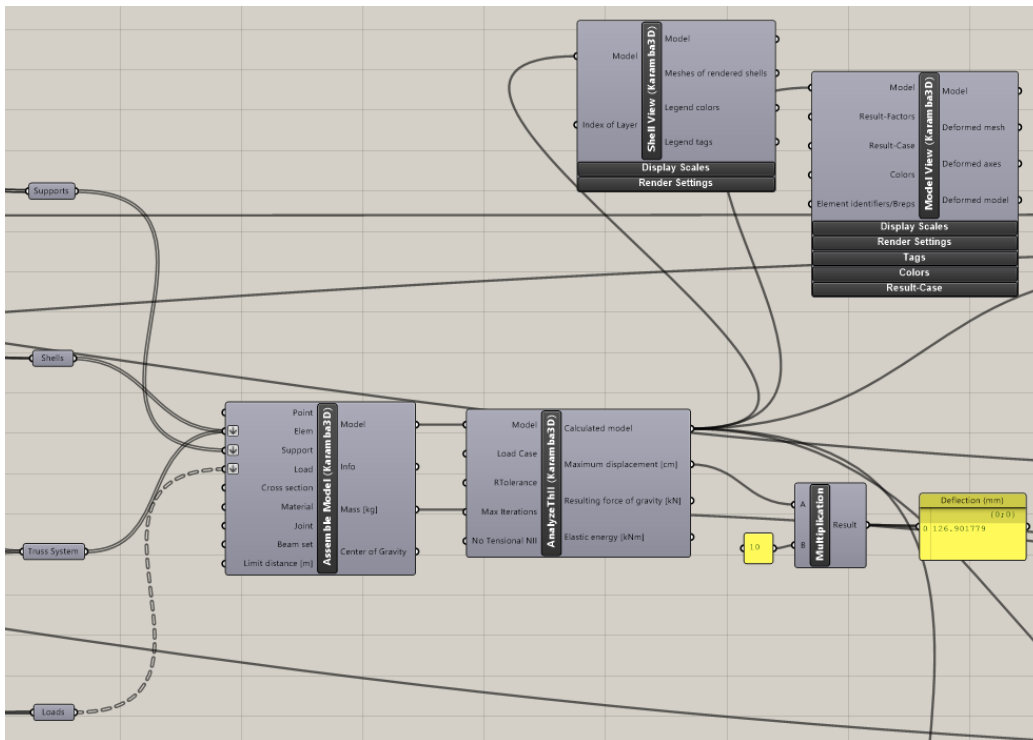 Model
Index of Layer
Shell View (Karamba3D)
Model
Meshes of rendered shells
Legend colors
Legend tags
Display Scales
Render Settings
Model
Result-Factors
Result-Case
Colors
Element identifiers/Breps
Model View (Karamba3D)
Model
Deformed mesh
Deformed axes
Deformed model
Display Scales
Render Settings
Tags
Colors
Result-Case
Supports
Shells
Truss System
Loads
Point
Elem
Support
Load
Cross section
Material
Joint
Beam set
Limit distance [m]
Assemble Model (Karamba3D)
Model
Info
Mass [kg]
Center of Gravity
Model
Load Case
RTolerance
Max Iterations
No Tensional NII
AnalyzeThII (Karamba3D)
Calculated model
Maximum displacement [cm]
Resulting force of gravity [kN]
Elastic energy [kNm]
10
A
B
Multiplication
Result
Deflection (mm)
{0;0}
0 126.901779